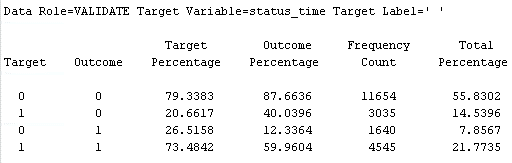 Data Role=VALIDATE Target Variable=status_time Target Label=' '
Target Outcome Frequency Total
Target Outcome Percentage Percentage Count Percentage
0 0 79.3383 87.6636 11654 55.8302
1 0 20.6617 40.0396 3035 14.5396
0 1 26.5158 12.3364 1640 7.8567
1 1 73.4842 59.9604 4545 21.7735